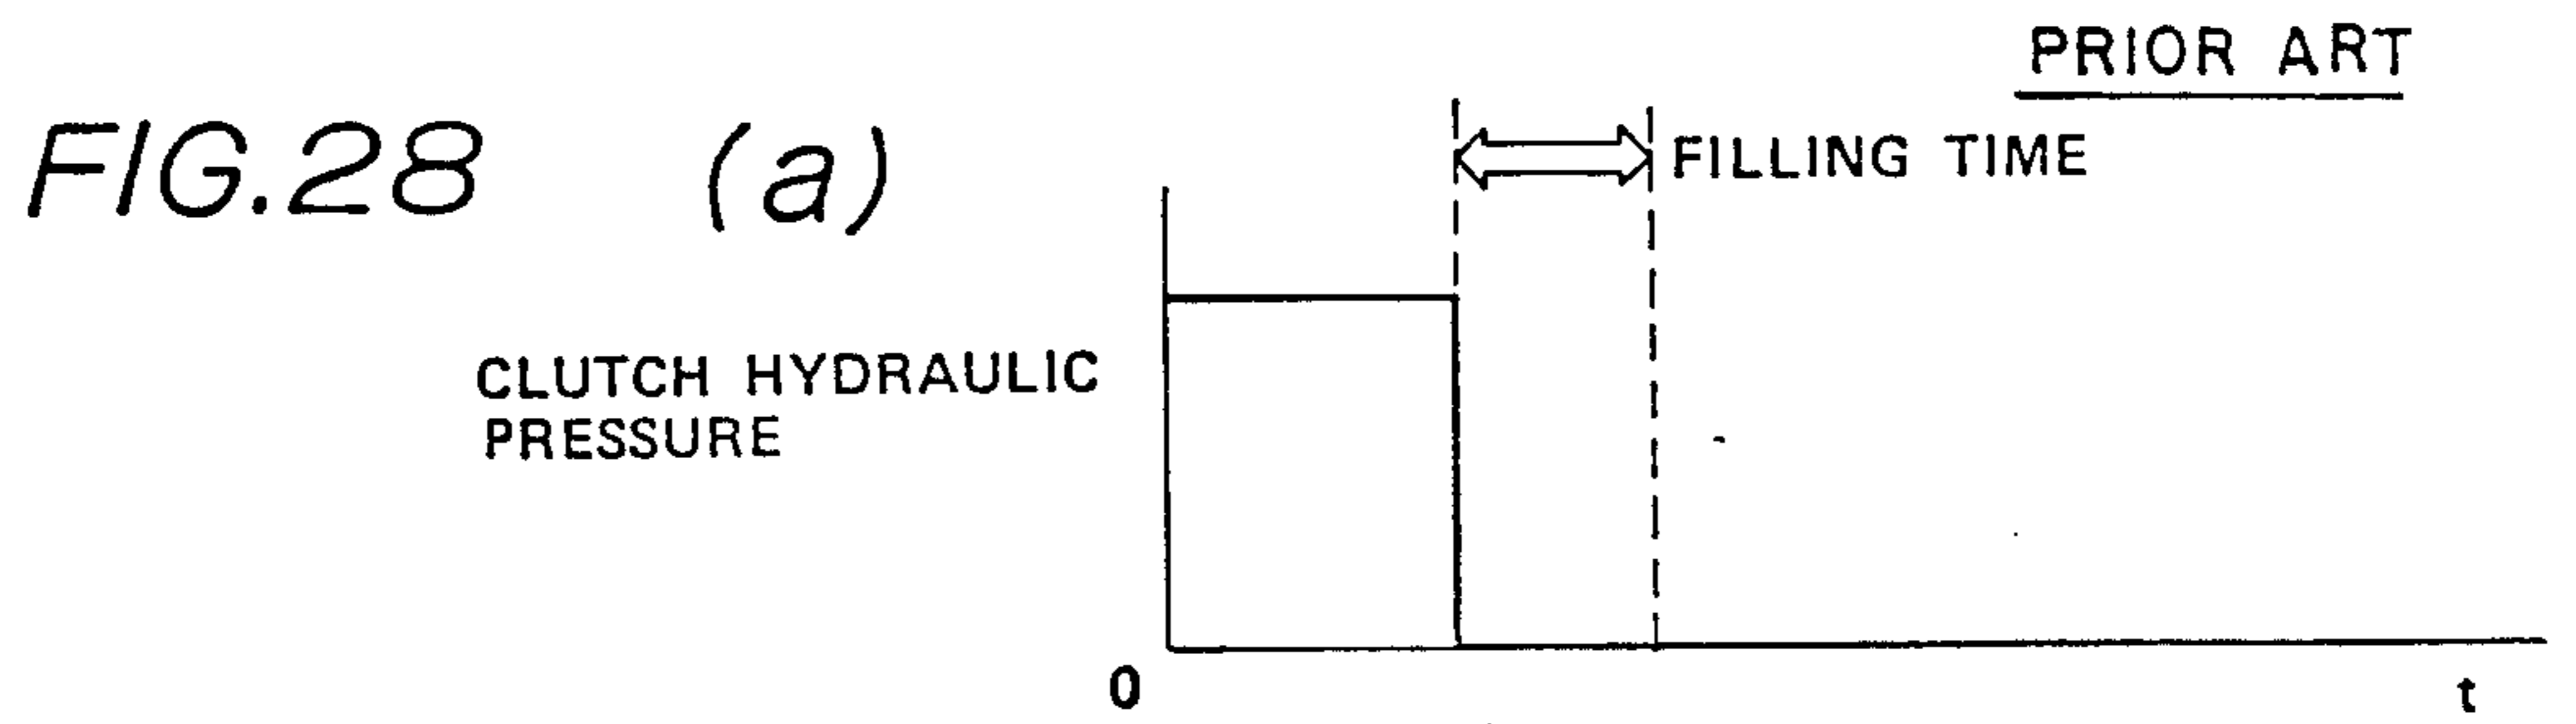 PRIOR ART
FIG.28 (a)
FILLING TIME
CLUTCH HYDRAULIC
PRESSURE
0
t